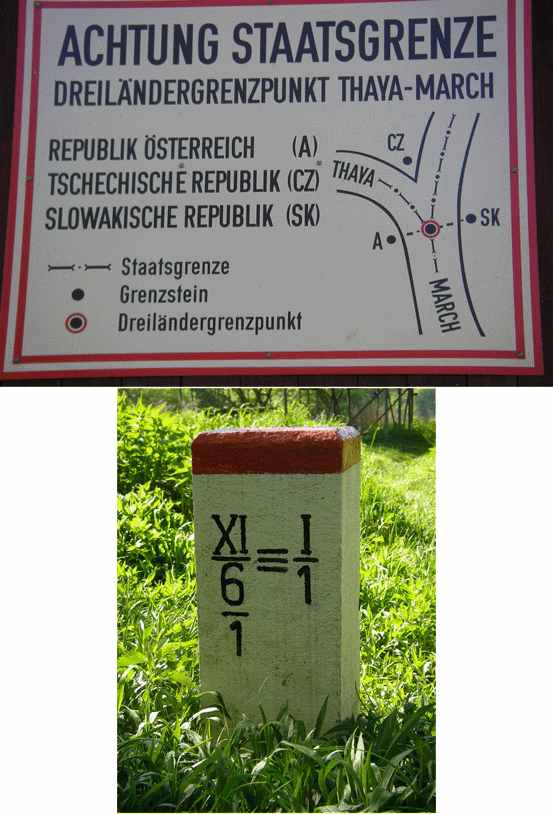 ACHTUNG STAATSGRENZE
DREILÄNDERGRENZPUNKT THAYA-MARCH
REPUBLIK ÖSTERREICH (A)
TSCHECHISCHE REPUBLIK (CZ)
SLOWAKISCHE REPUBLIK (SK)
Staatsgrenze
Grenzstein
Dreiländergrenzpunkt
CZ
THAYA
A
SK
MARCH
XI ≡ I
6 1
1